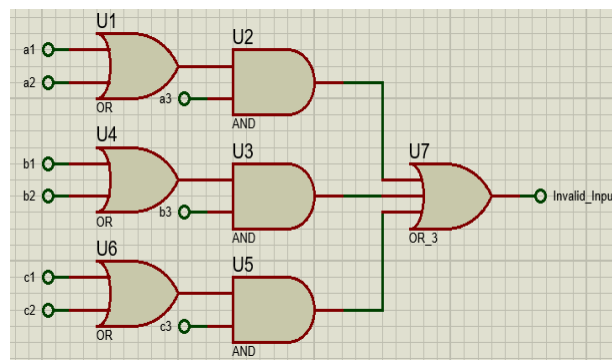 U1
a1
a2
OR
U2
a3
AND
U4
b1
b2
OR
U3
b3
AND
U7
OR_3
Invalid_Input
U6
c1
c2
OR
U5
c3
AND